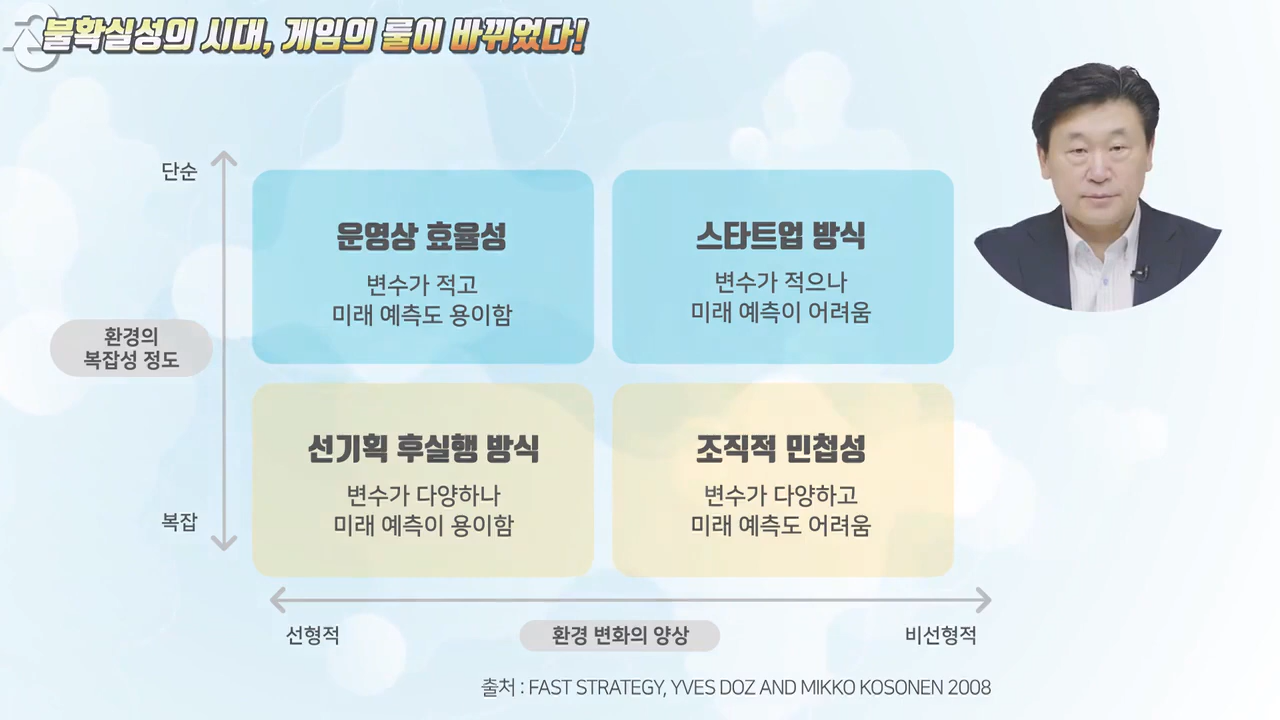 불확실성의 시대, 게임의 룰이 바뀌었다!
단순
운영상 효율성
변수가 적고
미래 예측도 용이함
스타트업 방식
변수가 적으나
미래 예측이 어려움
환경의
복잡성 정도
선기획 후실행 방식
변수가 다양하나
미래 예측이 용이함
조직적 민첩성
변수가 다양하고
미래 예측도 어려움
복잡
선형적
환경 변화의 양상
비선형적
출처 : FAST STRATEGY, YVES DOZ AND MIKKO KOSONEN 2008